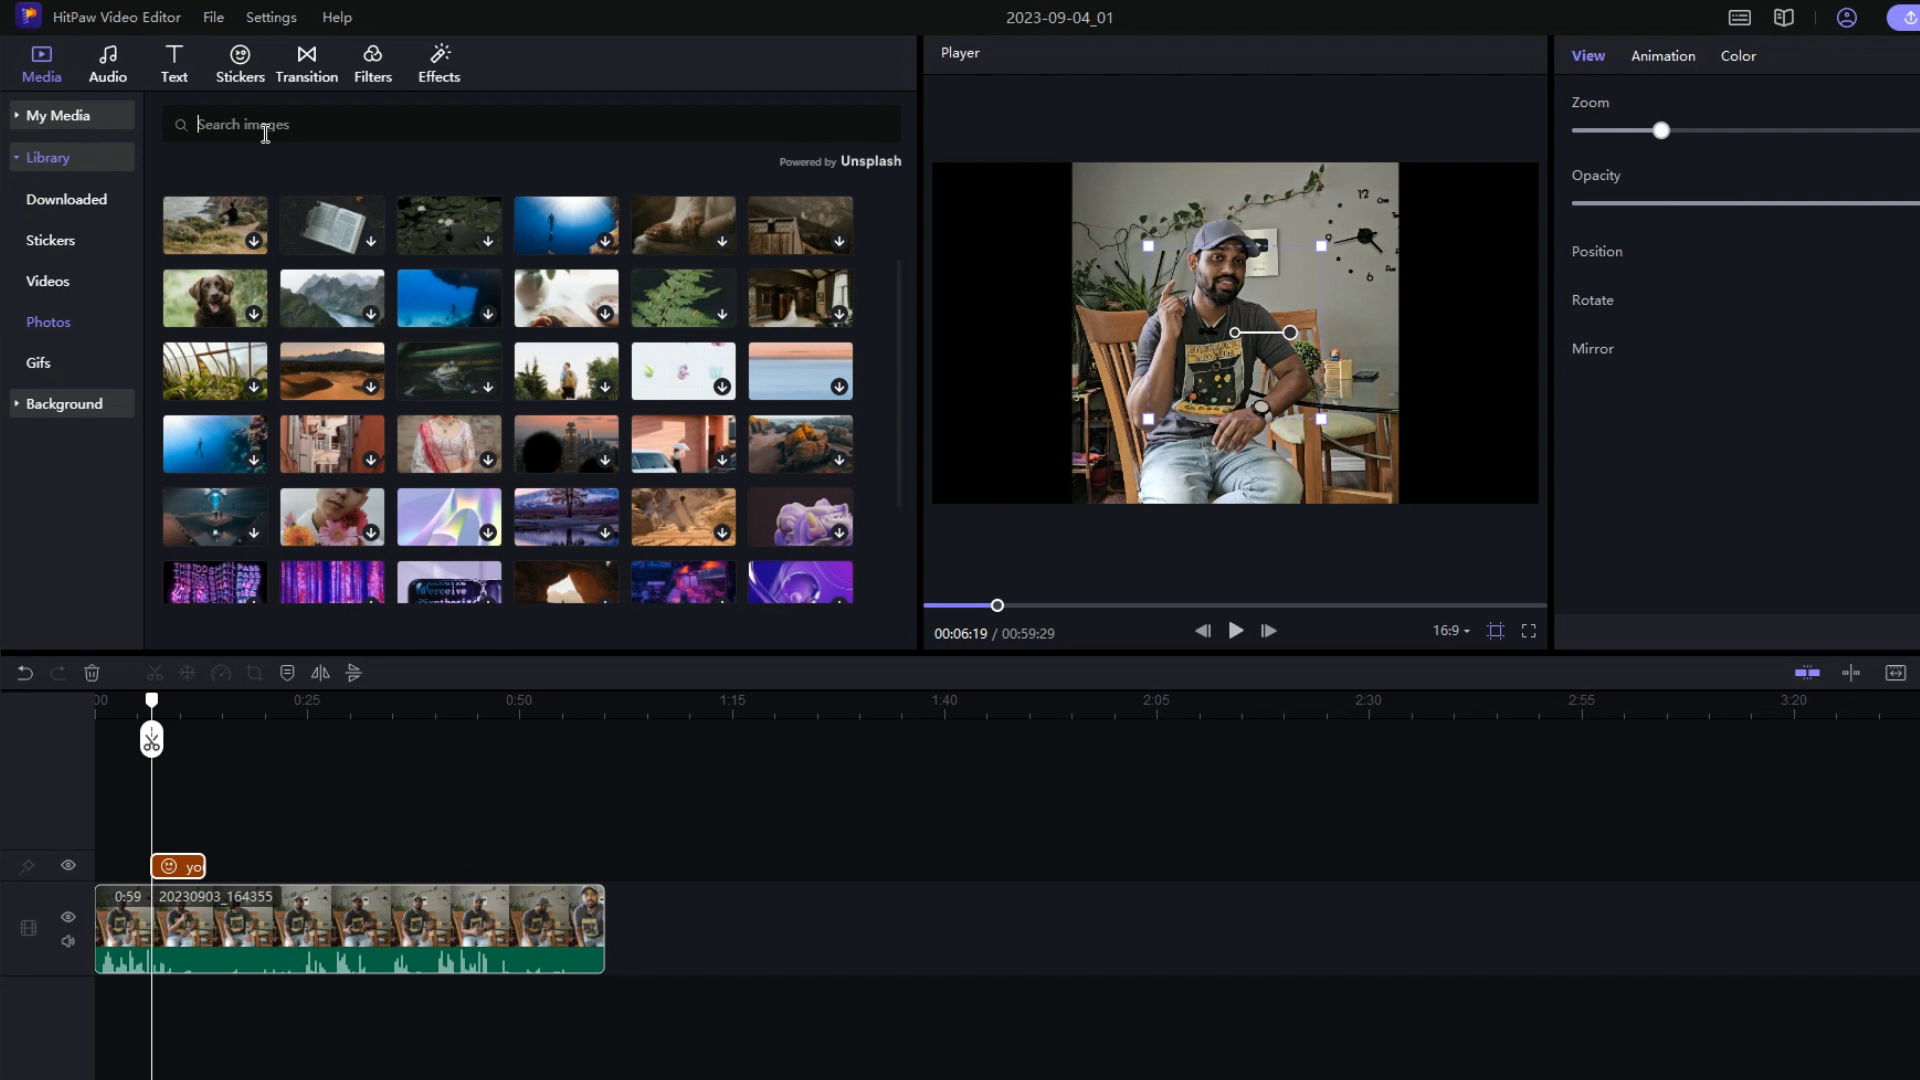 HitPaw Video Editor File Settings Help 2023-09-04_01
Media Audio Text Stickers Transition Filters Effects
Player
View Animation Color
My Media
Library
Downloaded
Stickers
Videos
Photos
Gifs
Background
Search images
Powered by Unsplash
Zoom
Opacity
Position
Rotate
Mirror
12
6
00:06:19 / 00:59:29
16:9
00 0:25 0:50 1:15 1:40 2:05 2:30 2:55 3:20
yo
0:59 20230903_164355